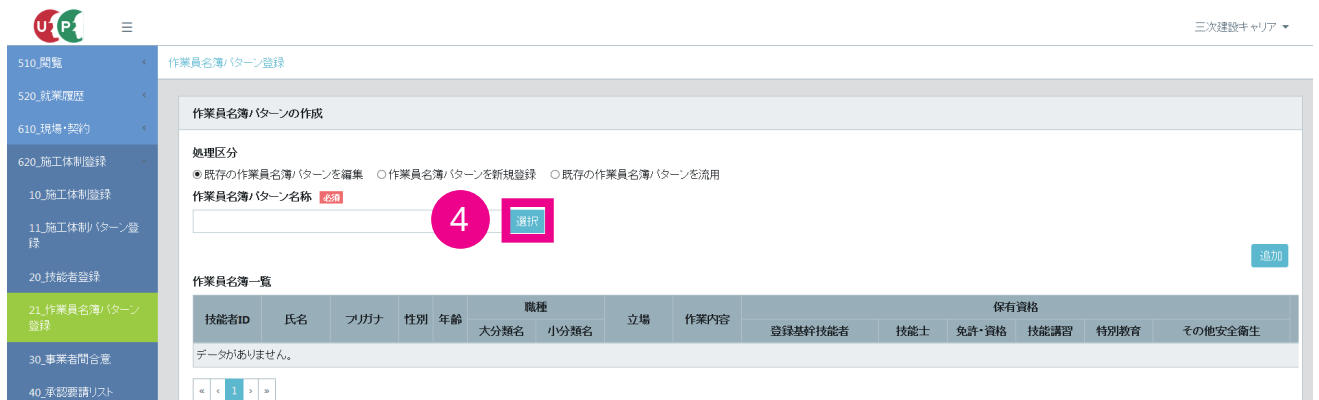 UP
☰
三次建設キャリア ▼
510_閲覧
520_就業履歴
610_現場・契約
620_施工体制登録
10_施工体制登録
11_施工体制パターン登
録
20_技能者登録
21_作業員名簿パターン
登録
30_事業者間合意
40_承認要請リスト
作業員名簿パターン登録
作業員名簿パターンの作成
処理区分
既存の作業員名簿パターンを編集 作業員名簿パターンを新規登録 既存の作業員名簿パターンを流用
作業員名簿パターン名称 必須
4 選択
追加
作業員名簿一覧
技能者ID 氏名 フリガナ 性別 年齢 職種 立場 作業内容 保有資格
大分類名 小分類名 登録基幹技能者 技能士 免許・資格 技能講習 特別教育 その他安全衛生
データがありません。
« ‹ 1 › »